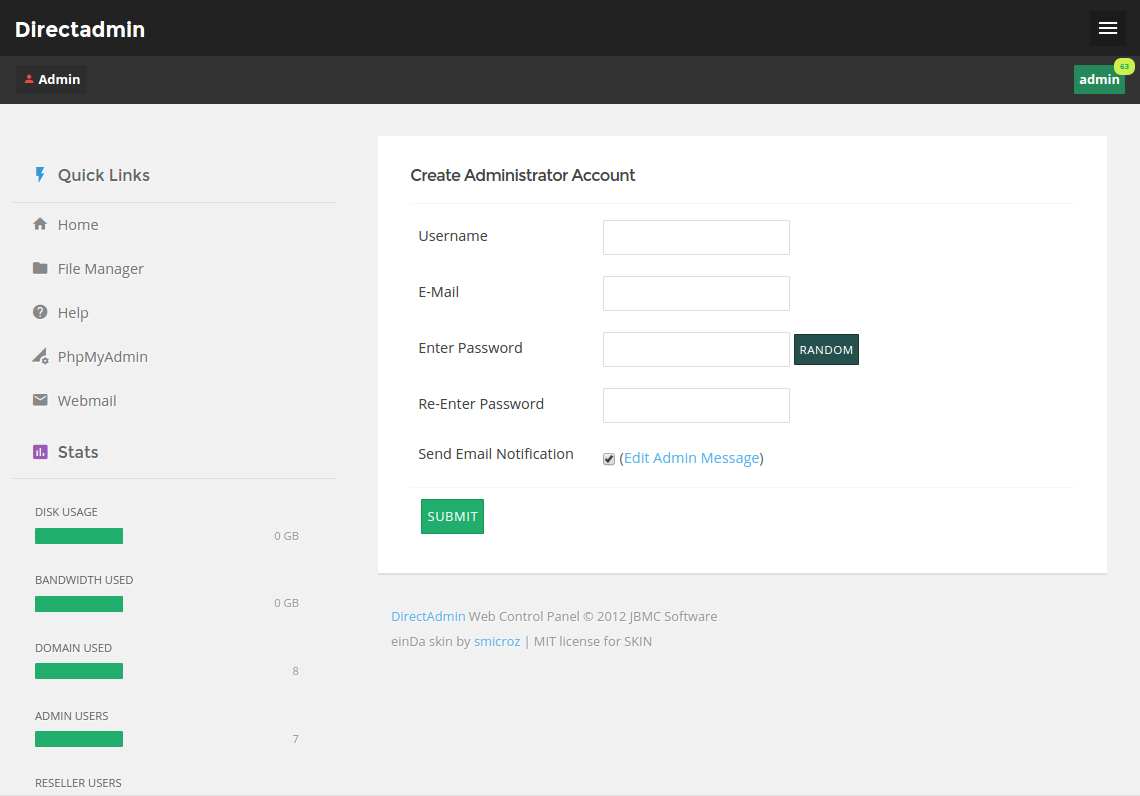 Directadmin
Admin
admin
63
Quick Links
Home
File Manager
Help
PhpMyAdmin
Webmail
Stats
DISK USAGE
0 GB
BANDWIDTH USED
0 GB
DOMAIN USED
8
ADMIN USERS
7
RESELLER USERS
Create Administrator Account
Username
E-Mail
Enter Password
RANDOM
Re-Enter Password
Send Email Notification
(Edit Admin Message)
SUBMIT
DirectAdmin Web Control Panel © 2012 JBMC Software
einDa skin by smicroz | MIT license for SKIN